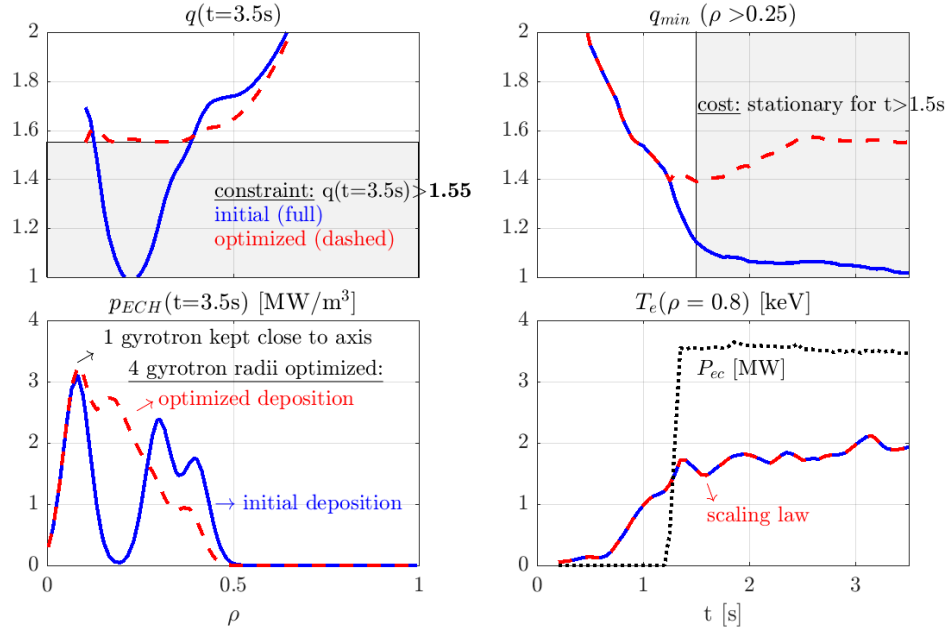 q(t=3.5s)
2
1.8
1.6
1.4
1.2
1
constraint: q(t=3.5s)>1.55
initial (full)
optimized (dashed)
q_min (ρ >0.25)
2
1.8
1.6
1.4
1.2
1
cost: stationary for t>1.5s
p_ECH(t=3.5s) [MW/m³]
4
3
2
1
0
1 gyrotron kept close to axis
4 gyrotron radii optimized:
optimized deposition
initial deposition
0
0.5
1
ρ
T_e(ρ = 0.8) [keV]
4
3
2
1
0
P_ec [MW]
scaling law
0
1
2
3
t [s]